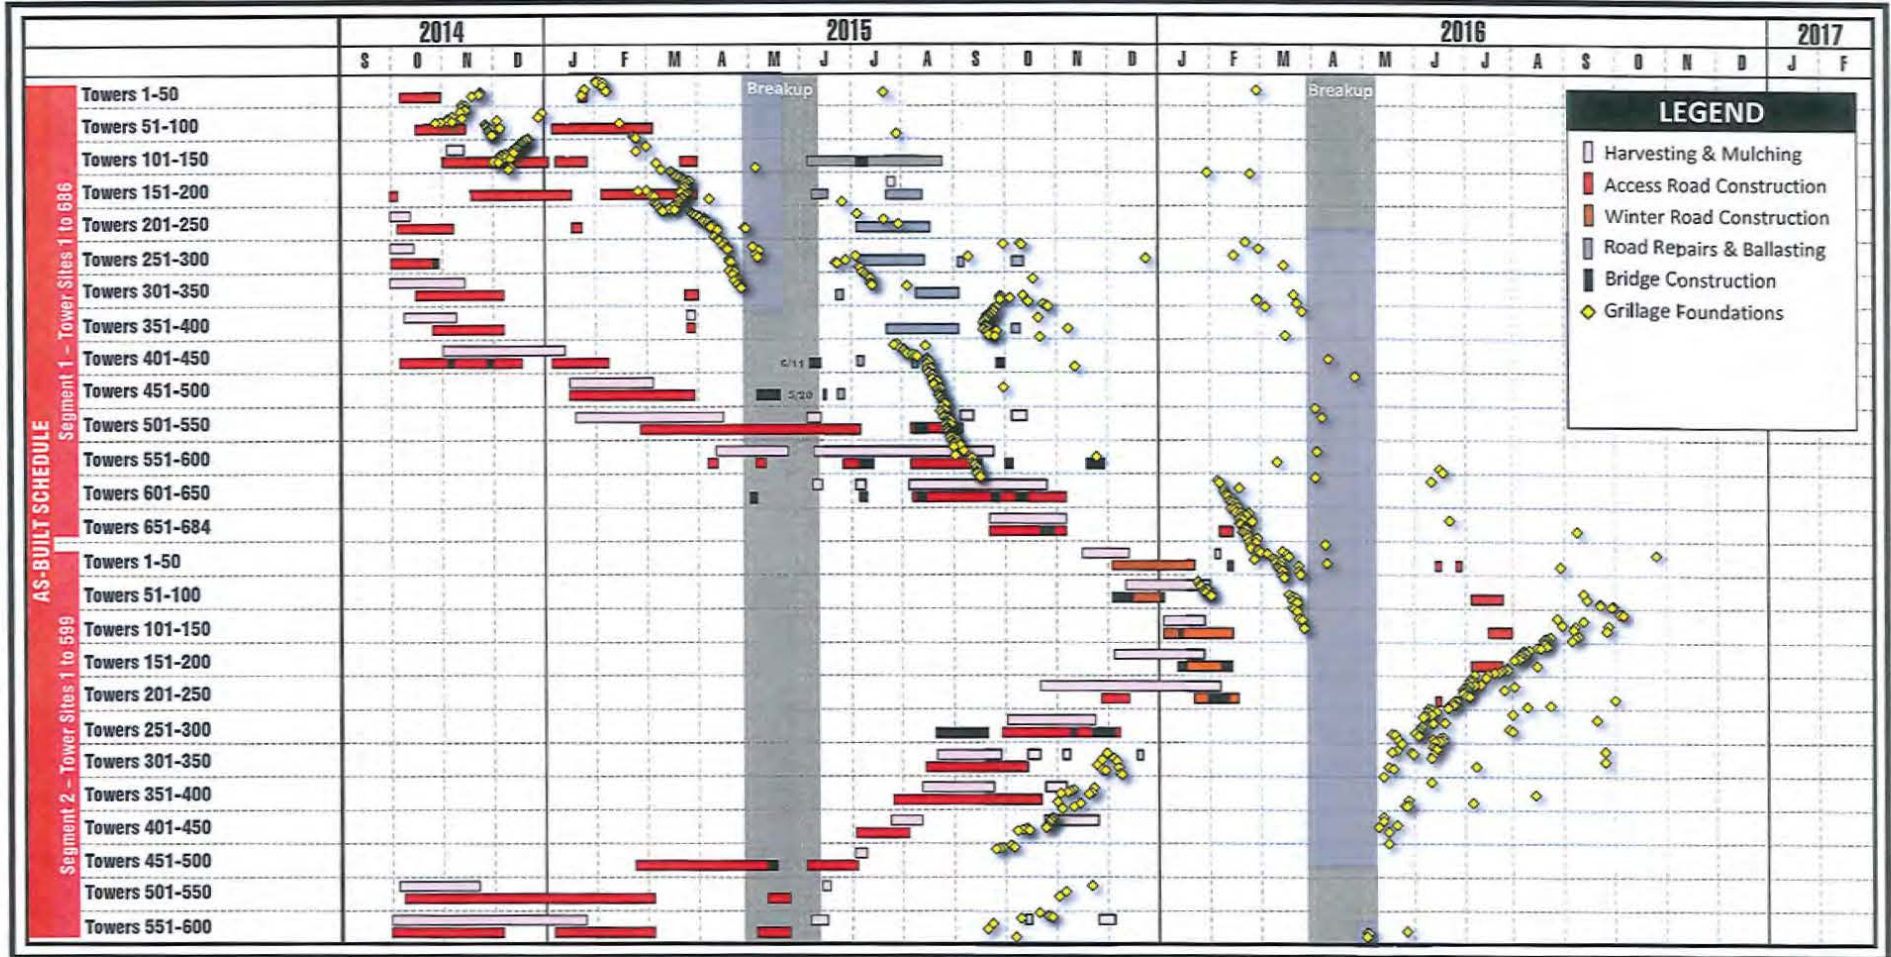 2014 2015 2016 2017
S O N D J F M A M J J A S O N D J F M A M J J A S O N D J F
Breakup Breakup
AS-BUILT SCHEDULE
Segment 1 – Tower Sites 1 to 686
Towers 1-50
Towers 51-100
Towers 101-150
Towers 151-200
Towers 201-250
Towers 251-300
Towers 301-350
Towers 351-400
Towers 401-450
6/11
Towers 451-500
5/20
Towers 501-550
Towers 551-600
Towers 601-650
Towers 651-684
Segment 2 – Tower Sites 1 to 599
Towers 1-50
Towers 51-100
Towers 101-150
Towers 151-200
Towers 201-250
Towers 251-300
Towers 301-350
Towers 351-400
Towers 401-450
Towers 451-500
Towers 501-550
Towers 551-600
LEGEND
Harvesting & Mulching
Access Road Construction
Winter Road Construction
Road Repairs & Ballasting
Bridge Construction
Grillage Foundations